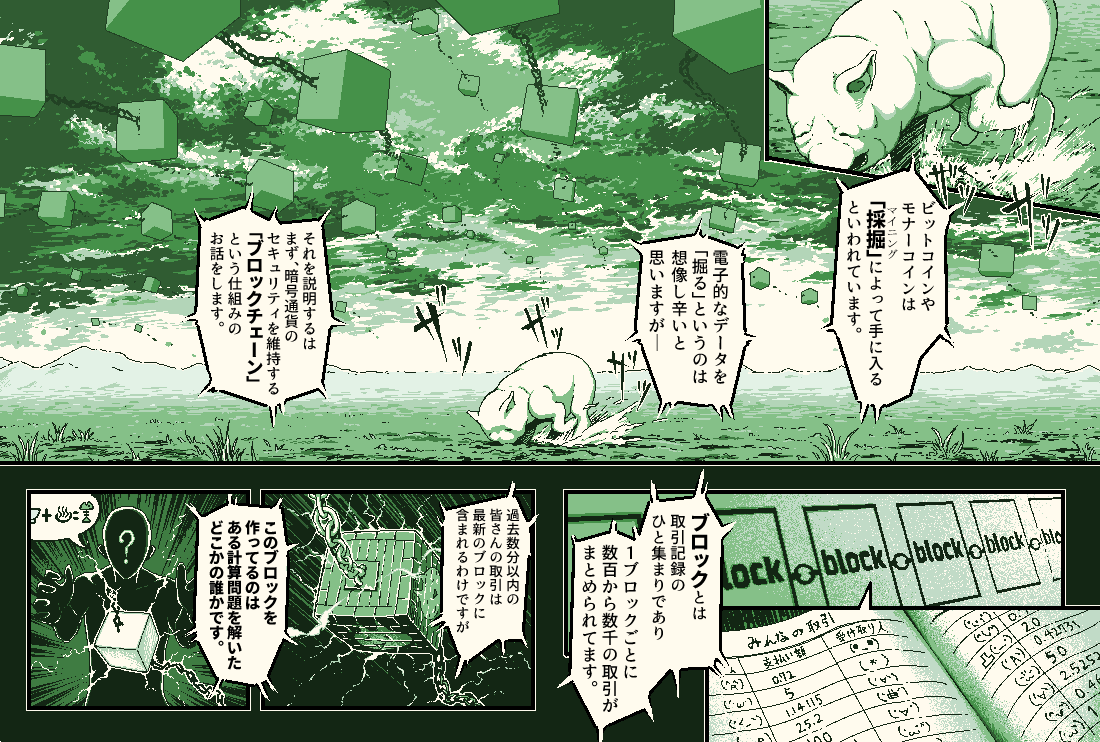 ビットコインや
モナーコインは
「採掘」によって手に入る
マイニング
といわれています。
電子的なデータを
「掘る」というのは
想像し辛いと
思いますが―
それを説明するは
まず、暗号通貨の
セキュリティを維持する
「ブロックチェーン」
という仕組みの
お話をします。
ザッ
ザッ
ブロックとは
取引記録の
ひと集まりであり
1ブロックごとに
数百から数千の取引が
まとめられてます。
lock
block
block
block
blo
みんなの取引
支払い額
受け取り人
0.72
5
114115
25.2
2.0
0.42731
5.0
2.5252
過去数分以内の
皆さんの取引は
最新のブロックに
含まれるわけですが
このブロックを
作ってるのは
ある計算問題を解いた
どこかの誰かです。
?